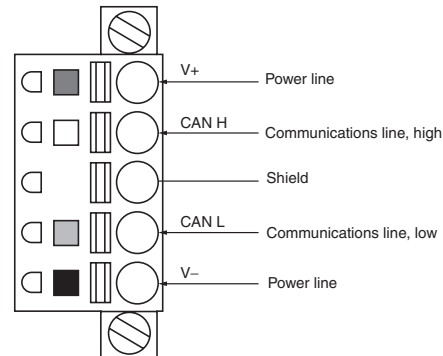 V+
Power line
CAN H
Communications line, high
Shield
CAN L
Communications line, low
V–
Power line